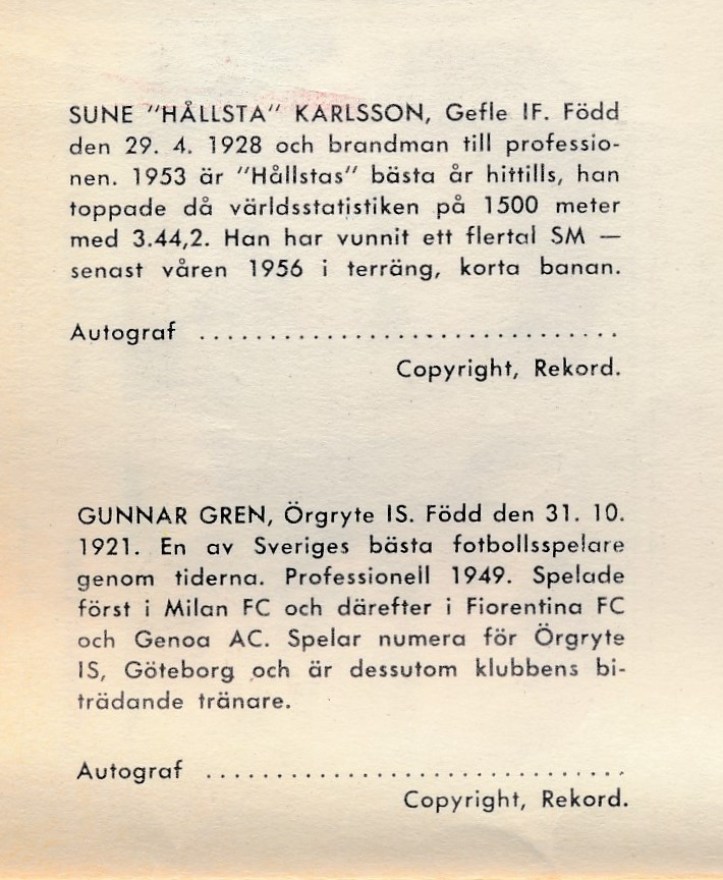 SUNE "HÅLLSTA" KARLSSON, Gefle IF. Född
den 29. 4. 1928 och brandman till professio-
nen. 1953 är "Hållstas" bästa år hittills, han
toppade då världsstatistiken på 1500 meter
med 3.44,2. Han har vunnit ett flertal SM —
senast våren 1956 i terräng, korta banan.
Autograf ................................
Copyright, Rekord.
GUNNAR GREN, Örgryte IS. Född den 31. 10.
1921. En av Sveriges bästa fotbollsspelare
genom tiderna. Professionell 1949. Spelade
först i Milan FC och därefter i Fiorentina FC
och Genoa AC. Spelar numera för Örgryte
IS, Göteborg och är dessutom klubbens bi-
trädande tränare.
Autograf ................................
Copyright, Rekord.